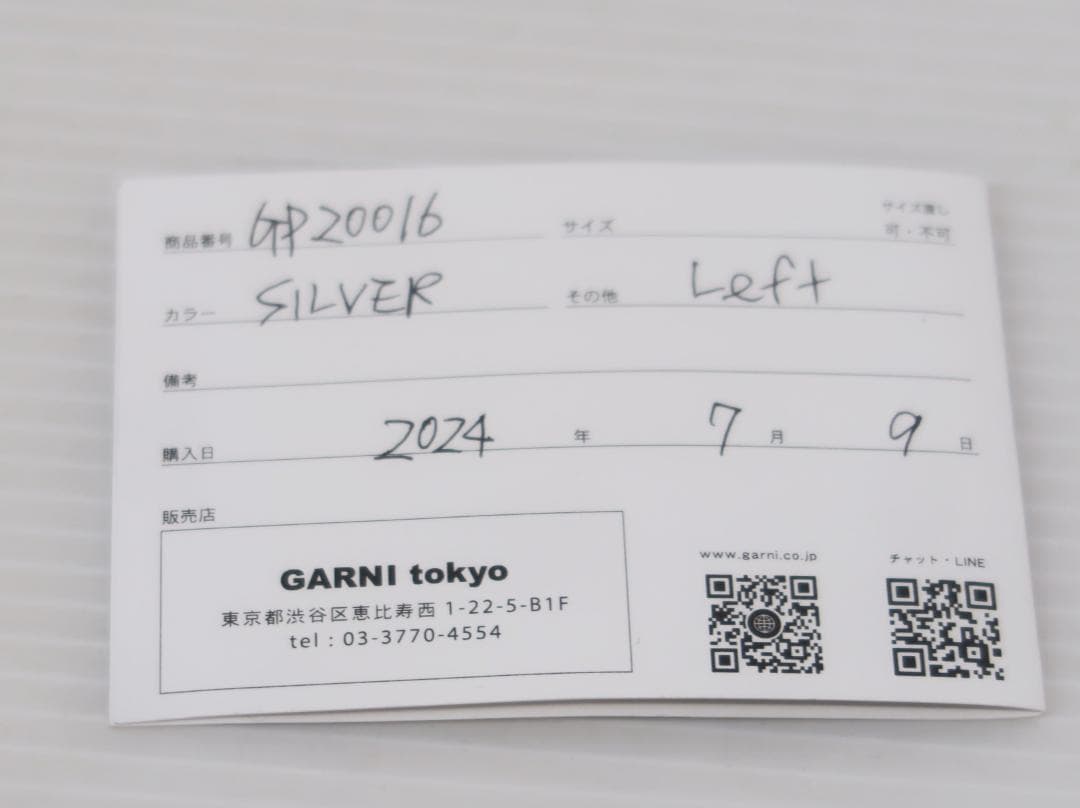 商品番号 GP20016 サイズ サイズ直し
可・不可
カラー SILVER その他 Left
備考
購入日 2024 年 7 月 9 日
販売店
GARNI tokyo
東京都渋谷区恵比寿西 1-22-5-B1F
tel : 03-3770-4554
www.garni.co.jp
チャット・LINE